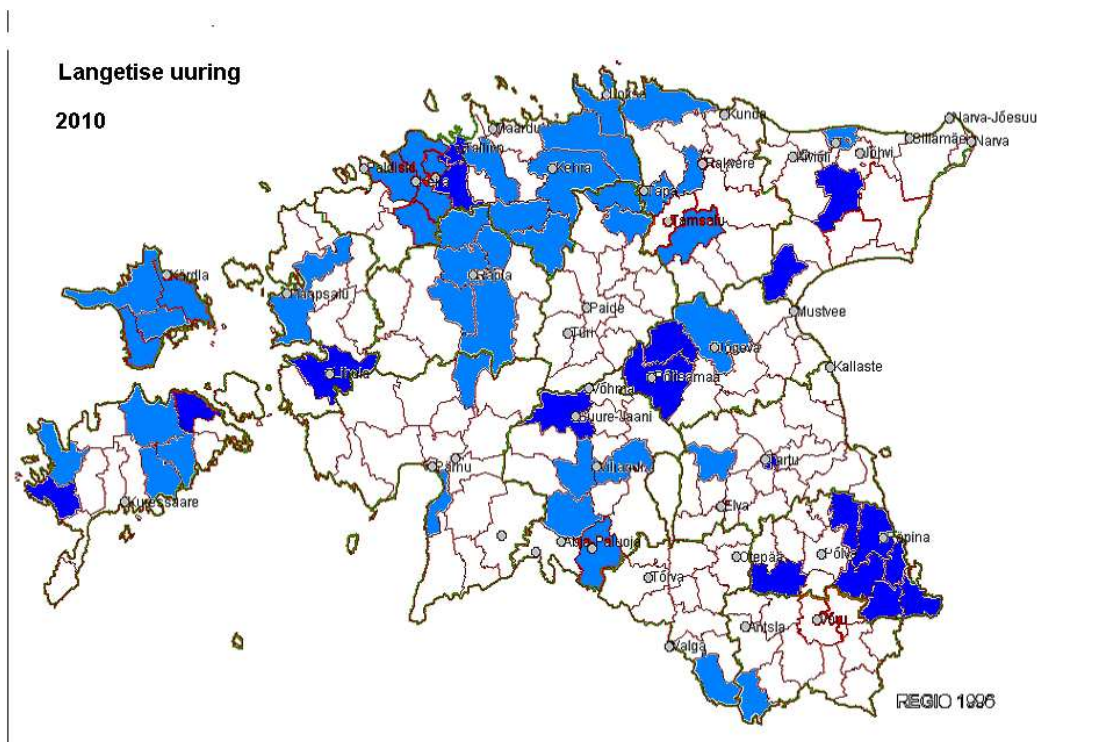 Langetise uuring
2010
Loksa
Kunda
Narva-Jõesuu
Maardu
Sillamäe
Narva
Tallinn
Kiviõli
Jõhvi
Paldiski
Keila
Kehra
Rakvere
Tapa
Tamsalu
Kärdla
Haapsalu
Rapla
Paide
Mustvee
Türi
Jõgeva
Kallaste
Lihula
Põltsamaa
Võhma
Suure-Jaani
Pärnu
Viljandi
Tartu
Kuressaare
Elva
Räpina
Abja-Paluoja
Otepää
Põlva
Tõrva
Võru
Antsla
Valga
REGIO 1996